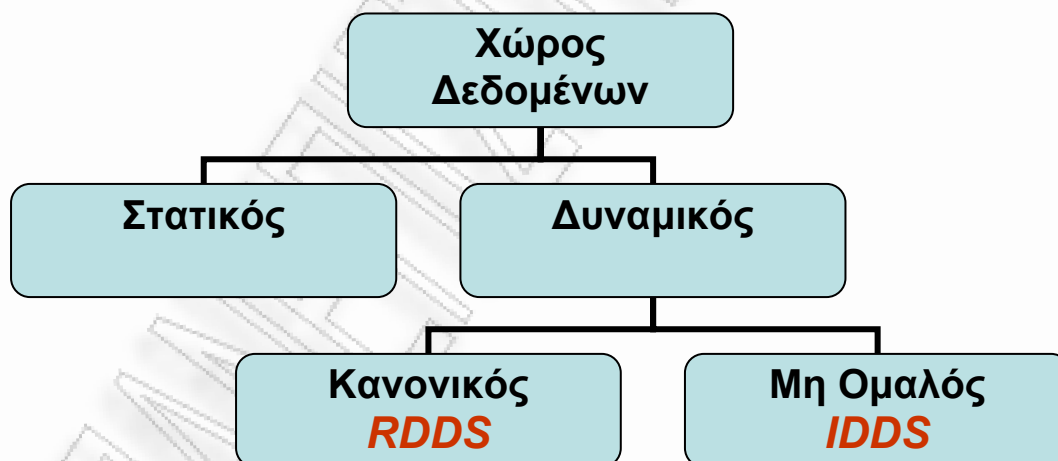 Χώρος
Δεδομένων
Στατικός
Δυναμικός
Κανονικός
RDDS
Μη Ομαλός
IDDS